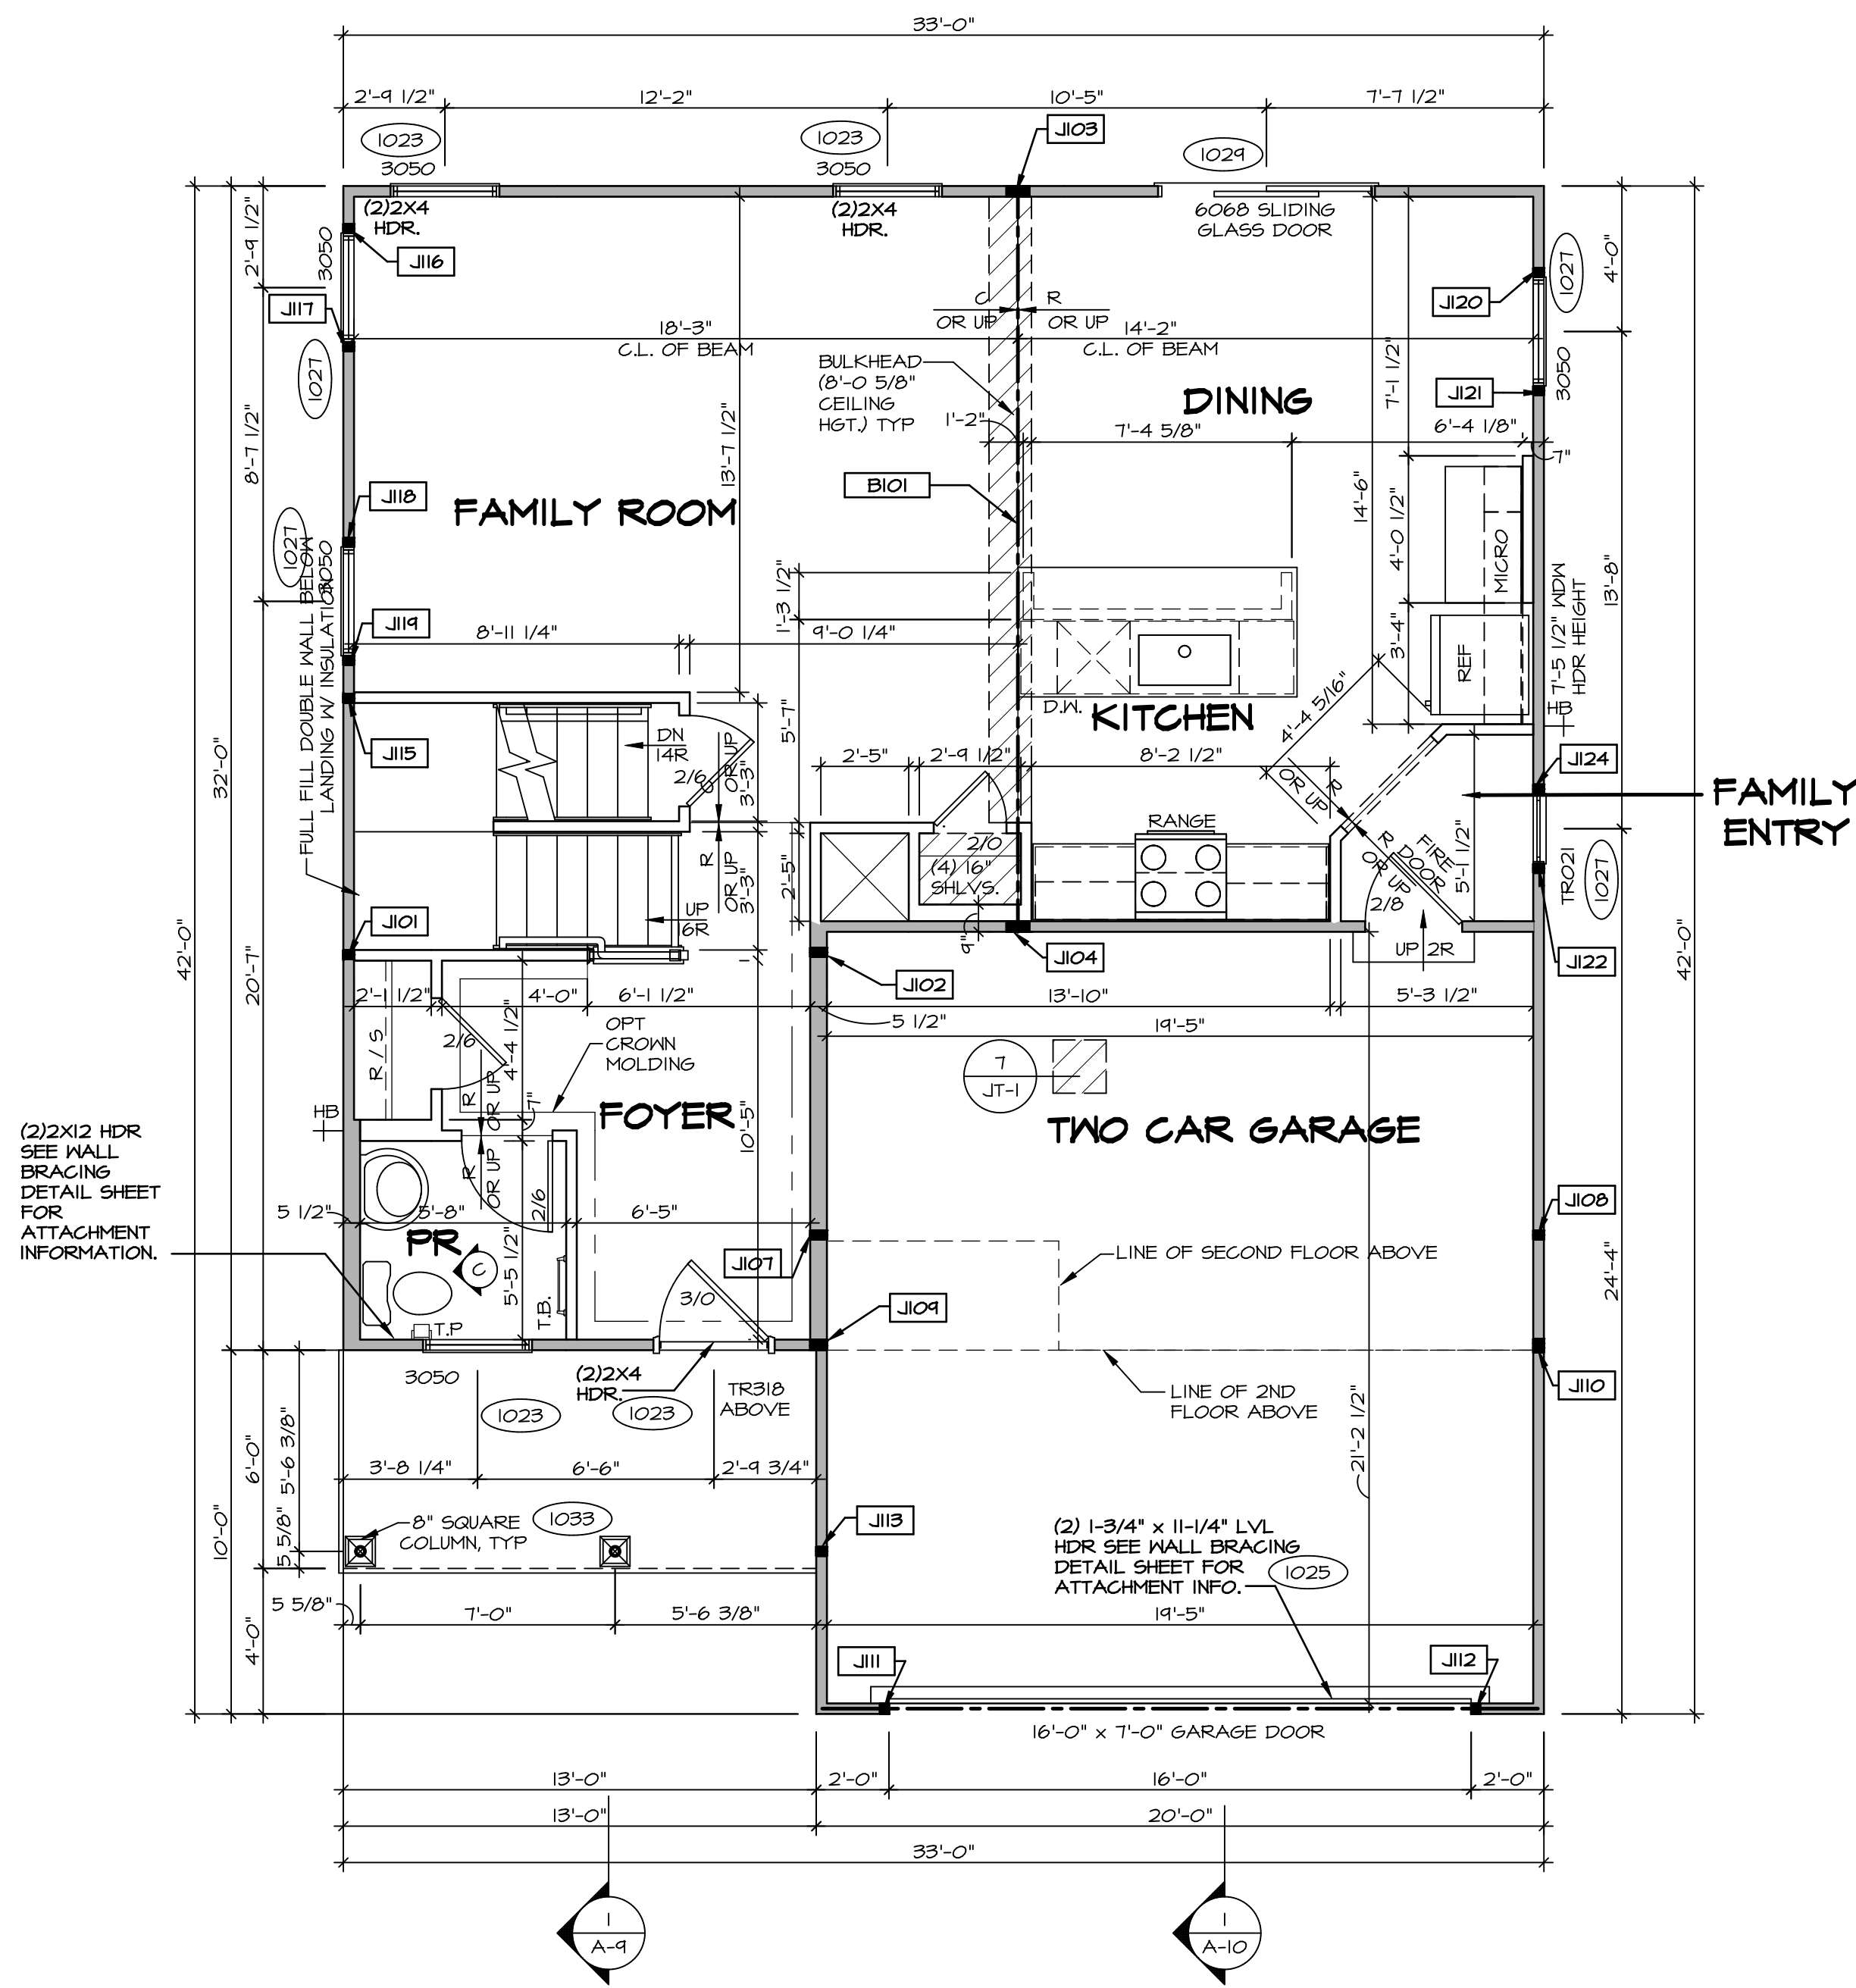 33'-0"
2'-9 1/2"
12'-2"
10'-5"
7'-7 1/2"
1023
1023
1029
J103
3050
3050
(2)2X4
HDR.
(2)2X4
HDR.
6068 SLIDING
GLASS DOOR
2'-9 1/2"
3050
J116
J117
1027
C
OR UP
R
OR UP
18'-3"
C.L. OF BEAM
14'-2"
C.L. OF BEAM
J120
1027
4'-0"
J121
3050
7'-1 1/2"
BULKHEAD
(8'-0 5/8"
CEILING
HGT.) TYP
DINING
1'-2"
7'-4 5/8"
6'-4 1/8"
7"
8'-7 1/2"
13'-7 1/2"
J118
B101
FAMILY ROOM
14'-6"
4'-0 1/2"
MICRO
1027
3050
FULL FILL DOUBLE WALL BELOW
LANDING W/ INSULATION
J119
8'-11 1/4"
9'-0 1/4"
1'-3 1/2"
3'-4"
REF
7'-5 1/2" WDW
HDR HEIGHT
13'-8"
HB
D.W.
KITCHEN
4'-4 5/16"
J115
DN
14R
2/6
C
OR UP
3'-3"
5'-7"
2'-5"
2'-9 1/2"
8'-2 1/2"
R
OR UP
J124
FAMILY
ENTRY
RANGE
2/0
(4) 16"
SHLVS.
2'-5"
R
OR UP
3'-3"
R
OR UP
FIRE
DOOR
5'-1 1/2"
2/8
TR021
1027
UP
6R
J101
9"
J104
UP 2R
J122
J102
32'-0"
42'-0"
20'-7"
42'-0"
2'-1 1/2"
4'-0"
6'-1 1/2"
13'-10"
5'-3 1/2"
5 1/2"
19'-5"
R / S
2/6
4'-4 1/2"
OPT
CROWN
MOLDING
7
JT-1
R
OR UP
7"
FOYER
10'-5"
TWO CAR GARAGE
HB
(2)2X12 HDR
SEE WALL
BRACING
DETAIL SHEET
FOR
ATTACHMENT
INFORMATION.
R
OR UP
2/6
5 1/2"
5'-8"
6'-5"
J108
PR
C
5'-5 1/2"
J107
LINE OF SECOND FLOOR ABOVE
24'-4"
T.B.
3/0
J109
T.P
3050
(2)2X4
HDR.
TR318
ABOVE
1023
1023
LINE OF 2ND
FLOOR ABOVE
J110
21'-2 1/2"
3'-8 1/4"
6'-6"
2'-9 3/4"
6'-0"
5'-6 3/8"
10'-0"
5 5/8"
8" SQUARE
COLUMN, TYP
1033
J113
(2) 1-3/4" x 11-1/4" LVL
HDR SEE WALL BRACING
DETAIL SHEET FOR
ATTACHMENT INFO.
1025
5 5/8"
7'-0"
5'-6 3/8"
19'-5"
4'-0"
J111
J112
16'-0" x 7'-0" GARAGE DOOR
13'-0"
2'-0"
16'-0"
2'-0"
13'-0"
20'-0"
33'-0"
1
A-9
1
A-10